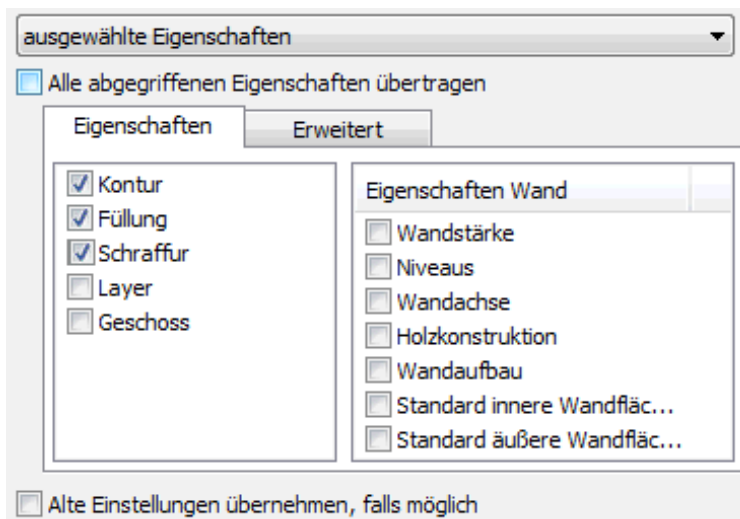 ausgewählte Eigenschaften
Alle abgegriffenen Eigenschaften übertragen
Eigenschaften Erweitert
Kontur
Füllung
Schraffur
Layer
Geschoss
Eigenschaften Wand
Wandstärke
Niveaus
Wandachse
Holzkonstruktion
Wandaufbau
Standard innere Wandfläc...
Standard äußere Wandfläc...
Alte Einstellungen übernehmen, falls möglich